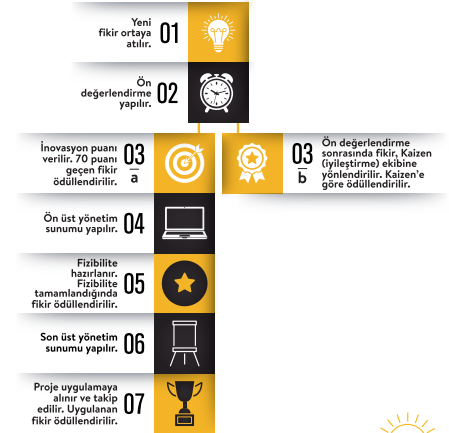 Yeni
fikir ortaya
atılır.
01
Ön
değerlendirme
yapılır.
02
İnovasyon puanı
verilir. 70 puanı
geçen fikir
ödüllendirilir.
03
a
Ön değerlendirme
sonrasında fikir, Kaizen
(iyileştirme) ekibine
yönlendirilir. Kaizen’e
göre ödüllendirilir.
03
b
Ön üst yönetim
sunumu yapılır.
04
Fizibilite
hazırlanır.
Fizibilite
tamamlandığında
fikir ödüllendirilir.
05
Son üst yönetim
sunumu yapılır.
06
Proje uygulamaya
alınır ve takip
edilir. Uygulanan
fikir ödüllendirilir.
07